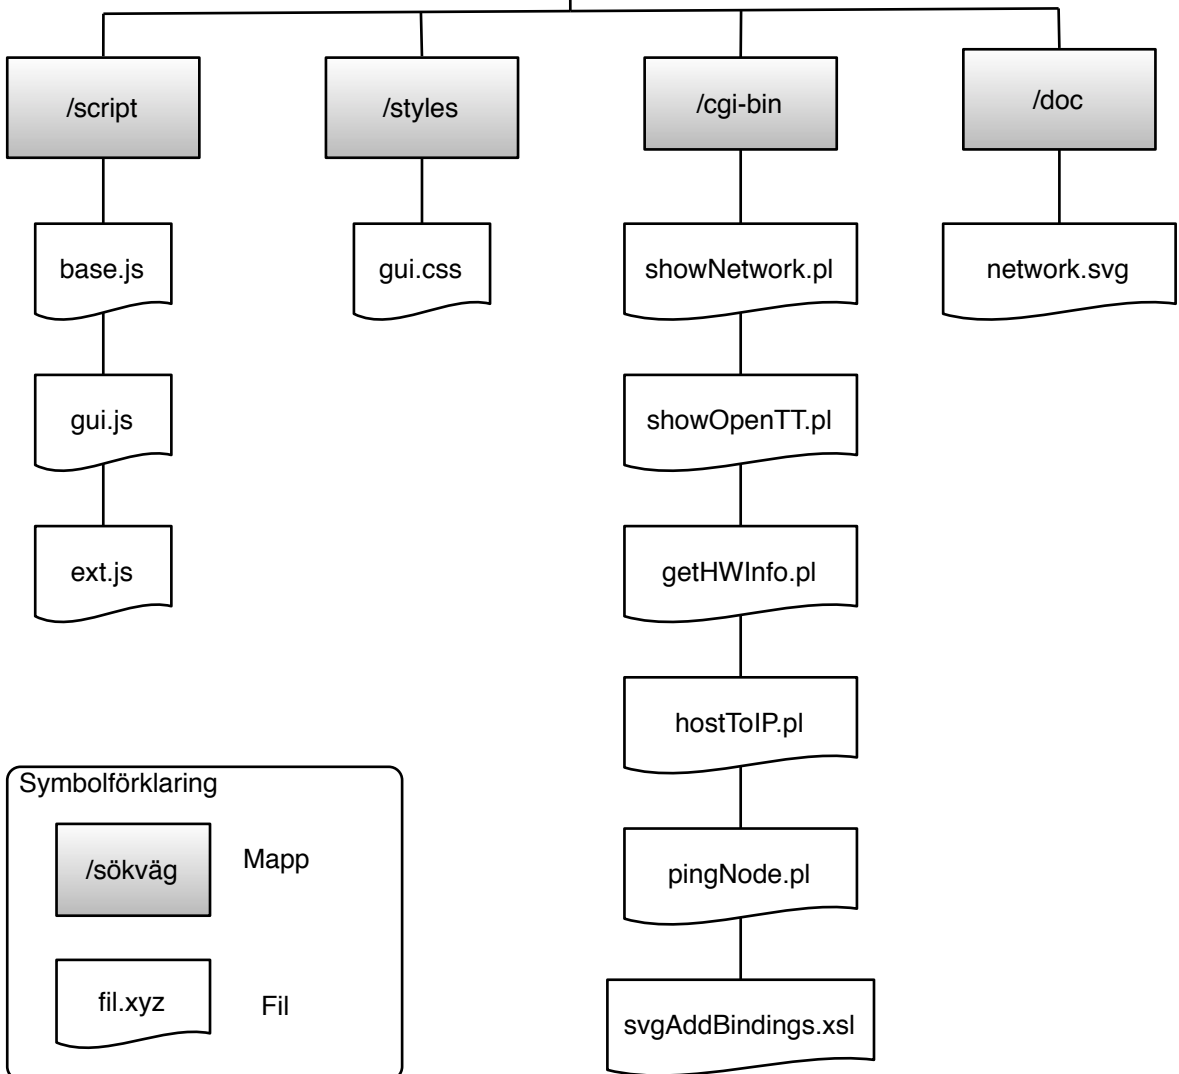 /script
/styles
/cgi-bin
/doc
base.js
gui.css
showNetwork.pl
network.svg
gui.js
showOpenTT.pl
ext.js
getHWInfo.pl
hostToIP.pl
pingNode.pl
svgAddBindings.xsl
Symbolförklaring
/sökväg
Mapp
fil.xyz
Fil